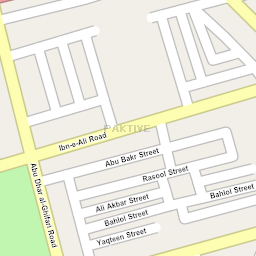 PAKTIVE
Ibn-e-Ali Road
Abu Bakr Street
Rasool Street
Abu Dhar al-Ghifari Road
Ali Akbar Street
Bahlol Street
Bahlol Street
Yaqteen Street